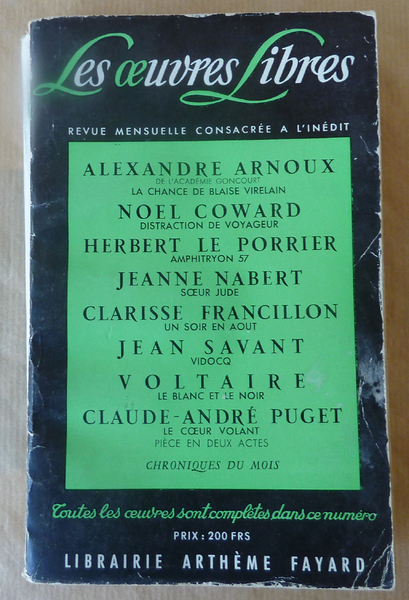 Les œuvres Libres
REVUE MENSUELLE CONSACRÉE A L'INÉDIT
ALEXANDRE ARNOUX
DE L'ACADÉMIE GONCOURT
LA CHANCE DE BLAISE VIRELAIN
NOEL COWARD
DISTRACTION DE VOYAGEUR
HERBERT LE PORRIER
AMPHITRYON 57
JEANNE NABERT
SŒUR JUDE
CLARISSE FRANCILLON
UN SOIR EN AOUT
JEAN SAVANT
VIDOCQ
VOLTAIRE
LE BLANC ET LE NOIR
CLAUDE-ANDRÉ PUGET
LE CŒUR VOLANT
PIÈCE EN DEUX ACTES
CHRONIQUES DU MOIS
Toutes les œuvres sont complètes dans ce numéro
PRIX : 200 FRS
LIBRAIRIE ARTHÈME FAYARD